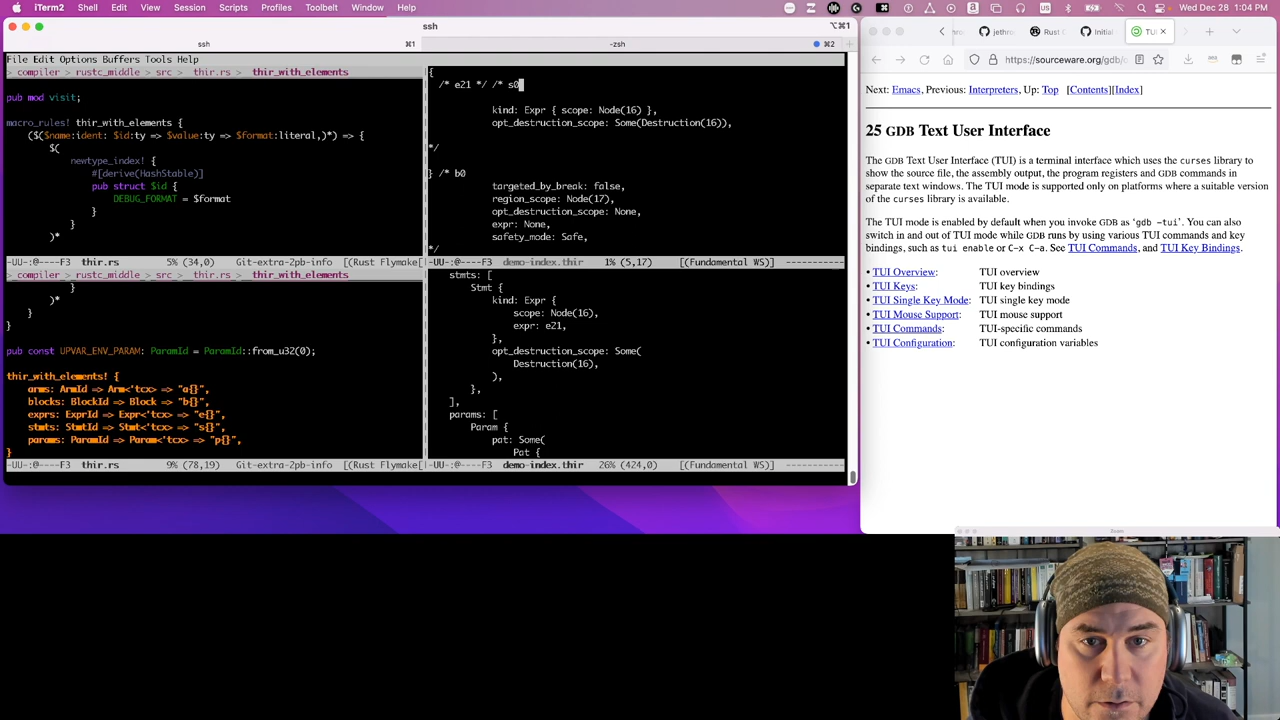 iTerm2 Shell Edit View Session Scripts Profiles Toolbelt Window Help
Wed Dec 28 1:04 PM
ssh
⌥⌘1
ssh ⌘1
-zsh ⌘2
File Edit Options Buffers Tools Help
> compiler > rustc_middle > src > thir.rs > thir_with_elements
pub mod visit;
macro_rules! thir_with_elements {
($($name:ident: $id:ty => $value:ty => $format:literal,)*) => {
$(
newtype_index! {
#[derive(HashStable)]
pub struct $id {
DEBUG_FORMAT = $format
}
}
)*
-UU-:@----F3 thir.rs 5% (34,0) Git-extra-2pb-info [(Rust Flymake[
> compiler > rustc_middle > src > thir.rs > thir_with_elements
}
)*
}
}
pub const UPVAR_ENV_PARAM: ParamId = ParamId::from_u32(0);
thir_with_elements! {
arms: ArmId => Arm<'tcx> => "a{}",
blocks: BlockId => Block => "b{}",
exprs: ExprId => Expr<'tcx> => "e{}",
stmts: StmtId => Stmt<'tcx> => "s{}",
params: ParamId => Param<'tcx> => "p{}",
}
-UU-:@----F3 thir.rs 9% (78,19) Git-extra-2pb-info [(Rust Flymake[
{
/* e21 */ /* s0
kind: Expr { scope: Node(16) },
opt_destruction_scope: Some(Destruction(16)),
*/
} /* b0
targeted_by_break: false,
region_scope: Node(17),
opt_destruction_scope: None,
expr: None,
safety_mode: Safe,
*/
-UU-:@----F3 demo-index.thir 1% (5,17) [(Fundamental WS)] -----------
stmts: [
Stmt {
kind: Expr {
scope: Node(16),
expr: e21,
},
opt_destruction_scope: Some(
Destruction(16),
),
},
],
params: [
Param {
pat: Some(
Pat {
-UU-:@----F3 demo-index.thir 26% (424,0) [(Fundamental WS)] -----------
jethro
Rust C
Initial
TUI
https://sourceware.org/gdb/o
Next: Emacs, Previous: Interpreters, Up: Top [Contents][Index]
25 GDB Text User Interface
The GDB Text User Interface (TUI) is a terminal interface which uses the curses library to
show the source file, the assembly output, the program registers and GDB commands in
separate text windows. The TUI mode is supported only on platforms where a suitable version
of the curses library is available.
The TUI mode is enabled by default when you invoke GDB as ‘gdb -tui’. You can also
switch in and out of TUI mode while GDB runs by using various TUI commands and key
bindings, such as tui enable or C-x C-a. See TUI Commands, and TUI Key Bindings.
• TUI Overview: TUI overview
• TUI Keys: TUI key bindings
• TUI Single Key Mode: TUI single key mode
• TUI Mouse Support: TUI mouse support
• TUI Commands: TUI-specific commands
• TUI Configuration: TUI configuration variables
Zoom